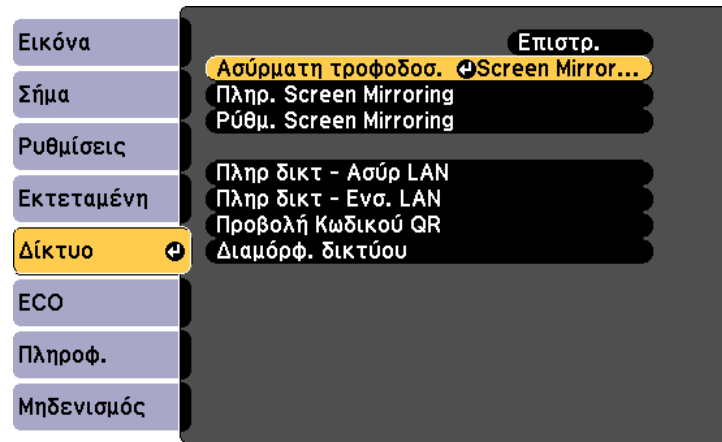 Εικόνα
Σήμα
Ρυθμίσεις
Εκτεταμένη
Δίκτυο
ECO
Πληροφ.
Μηδενισμός
Επιστρ.
Ασύρματη τροφοδοσ. Screen Mirror...
Πληρ. Screen Mirroring
Ρύθμ. Screen Mirroring
Πληρ δικτ - Ασύρ LAN
Πληρ δικτ - Ενσ. LAN
Προβολή Κωδικού QR
Διαμόρφ. δικτύου